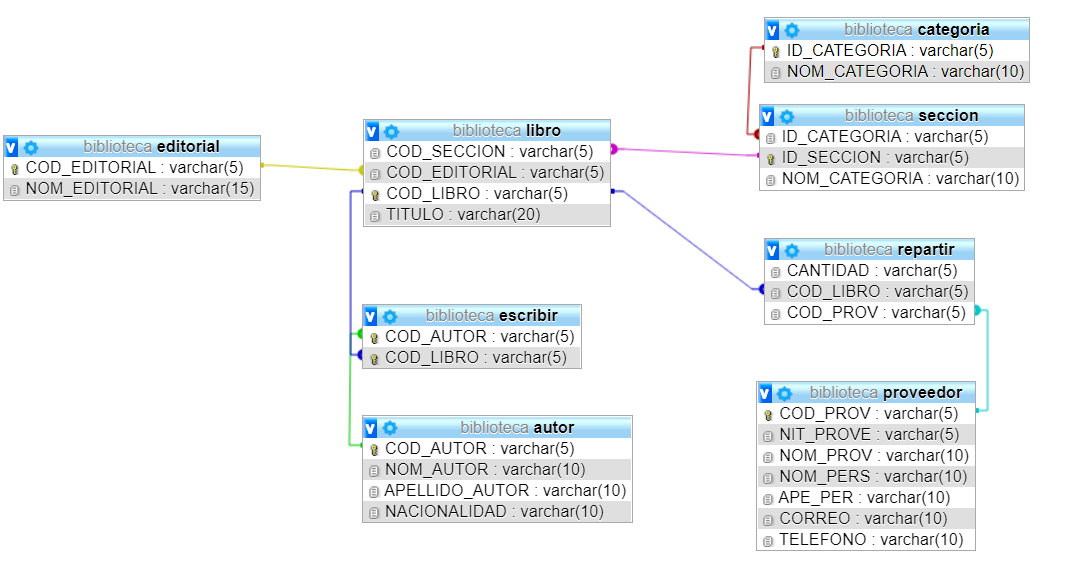 biblioteca categoria
ID_CATEGORIA : varchar(5)
NOM_CATEGORIA : varchar(10)
biblioteca seccion
ID_CATEGORIA : varchar(5)
ID_SECCION : varchar(5)
NOM_CATEGORIA : varchar(10)
biblioteca libro
COD_SECCION : varchar(5)
COD_EDITORIAL : varchar(5)
COD_LIBRO : varchar(5)
TITULO : varchar(20)
biblioteca editorial
COD_EDITORIAL : varchar(5)
NOM_EDITORIAL : varchar(15)
biblioteca repartir
CANTIDAD : varchar(5)
COD_LIBRO : varchar(5)
COD_PROV : varchar(5)
biblioteca escribir
COD_AUTOR : varchar(5)
COD_LIBRO : varchar(5)
biblioteca proveedor
COD_PROV : varchar(5)
NIT_PROVE : varchar(5)
NOM_PROV : varchar(10)
NOM_PERS : varchar(10)
APE_PER : varchar(10)
CORREO : varchar(10)
TELEFONO : varchar(10)
biblioteca autor
COD_AUTOR : varchar(5)
NOM_AUTOR : varchar(10)
APELLIDO_AUTOR : varchar(10)
NACIONALIDAD : varchar(10)